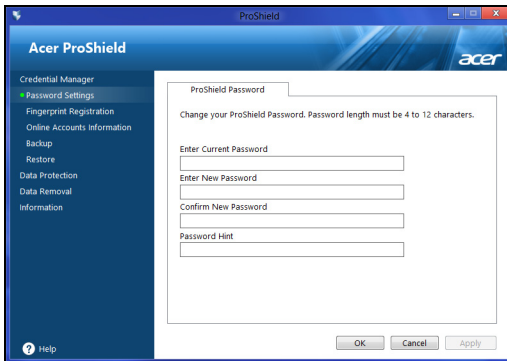 ProShield
Acer ProShield
acer
Credential Manager
Password Settings
Fingerprint Registration
Online Accounts Information
Backup
Restore
Data Protection
Data Removal
Information
Help
ProShield Password
Change your ProShield Password. Password length must be 4 to 12 characters.
Enter Current Password
Enter New Password
Confirm New Password
Password Hint
OK
Cancel
Apply